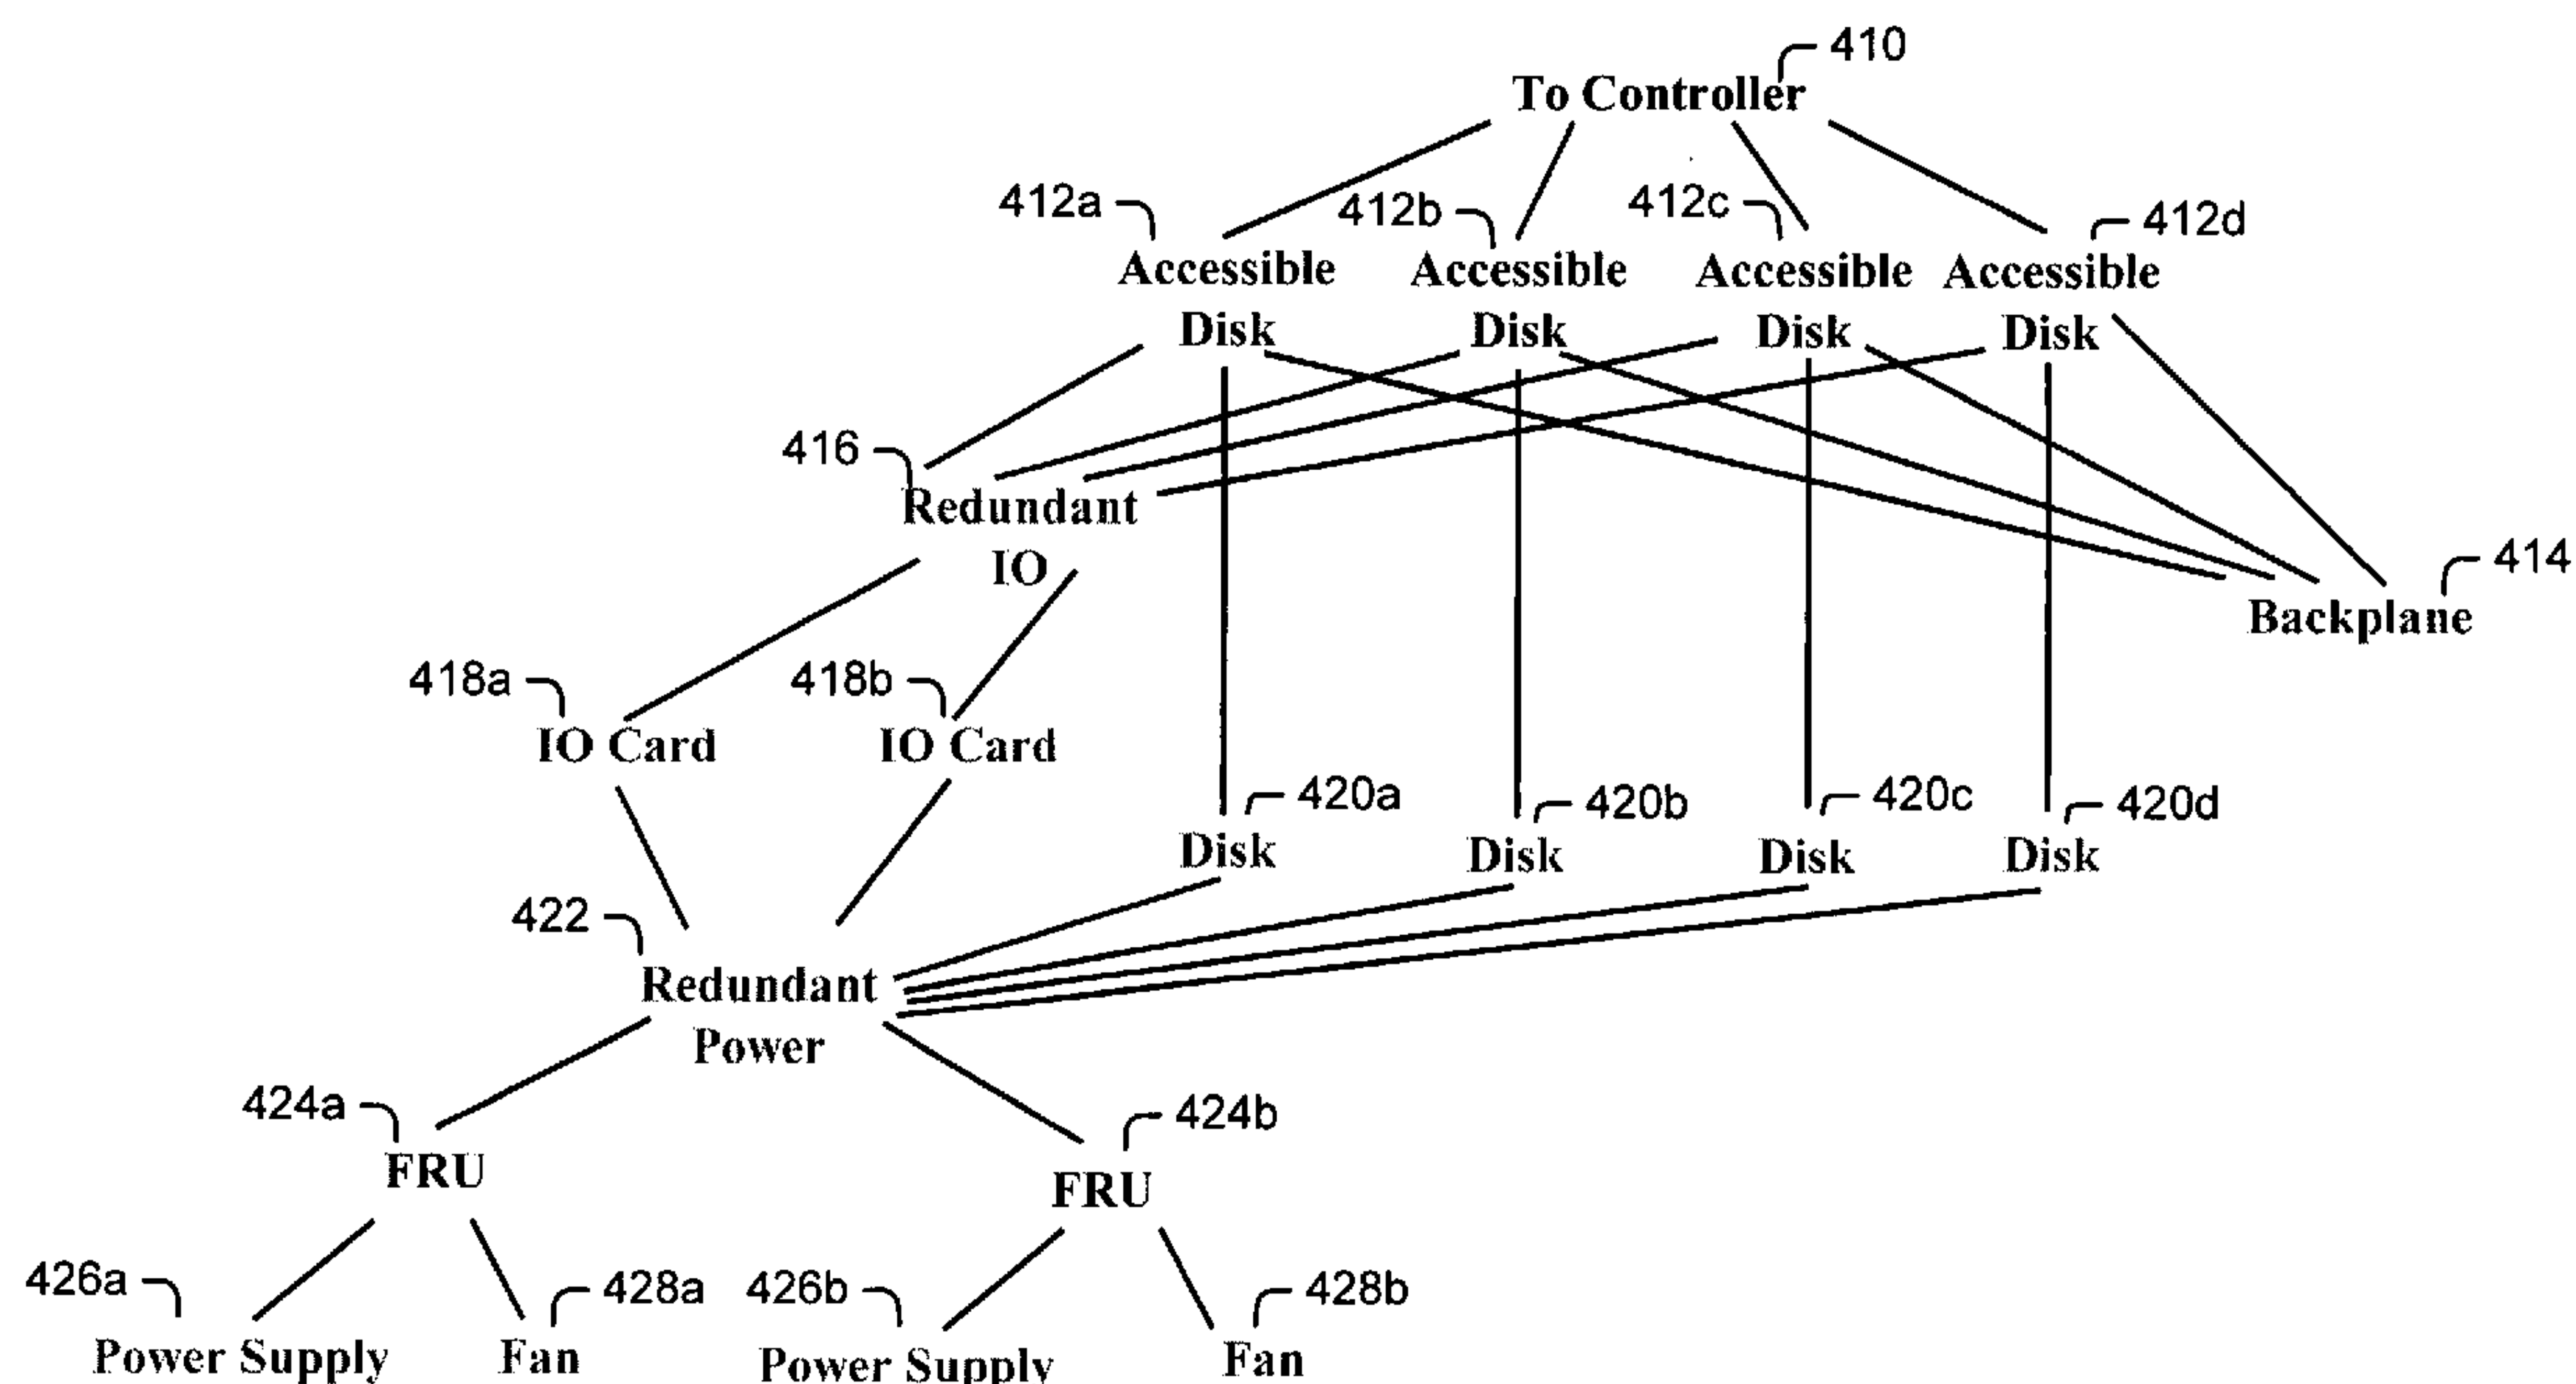 410
To Controller
412a
412b
412c
412d
Accessible
Disk
Accessible
Disk
Accessible
Disk
Accessible
Disk
416
Redundant
IO
414
Backplane
418a
IO Card
418b
IO Card
420a
Disk
420b
Disk
420c
Disk
420d
Disk
422
Redundant
Power
424a
FRU
424b
FRU
426a
Power Supply
428a
Fan
426b
Power Supply
428b
Fan